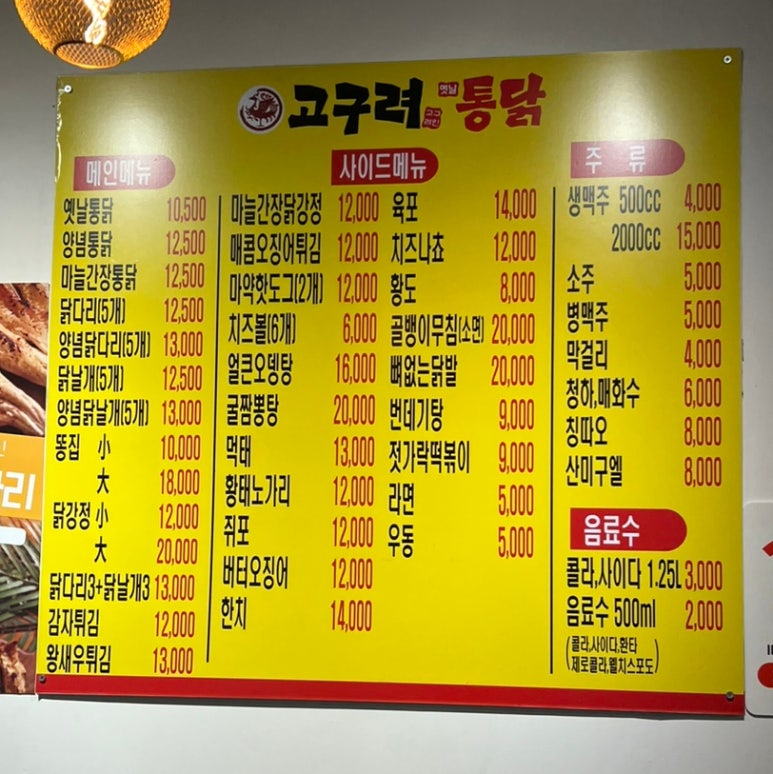 고구려 옛날 통닭
고구려인
메인메뉴
옛날통닭 10,500
양념통닭 12,500
마늘간장통닭 12,500
닭다리(5개) 12,500
양념닭다리(5개) 13,000
닭날개(5개) 12,500
양념닭날개(5개) 13,000
똥집 小 10,000
大 18,000
닭강정 小 12,000
大 20,000
닭다리3+닭날개3 13,000
감자튀김 12,000
왕새우튀김 13,000
사이드메뉴
마늘간장닭강정 12,000
매콤오징어튀김 12,000
마약핫도그(2개) 12,000
치즈볼(6개) 6,000
얼큰오뎅탕 16,000
굴짬뽕탕 20,000
먹태 13,000
황태노가리 12,000
쥐포 12,000
버터오징어 12,000
한치 14,000
육포 14,000
치즈나쵸 12,000
황도 8,000
골뱅이무침(소면) 20,000
뼈없는닭발 20,000
번데기탕 9,000
젓가락떡볶이 9,000
라면 5,000
우동 5,000
주 류
생맥주 500cc 4,000
2000cc 15,000
소주 5,000
병맥주 5,000
막걸리 4,000
청하,매화수 6,000
칭따오 8,000
산미구엘 8,000
음료수
콜라,사이다 1.25L 3,000
음료수 500ml 2,000
(콜라,사이다,환타
제로콜라,웰치스포도)